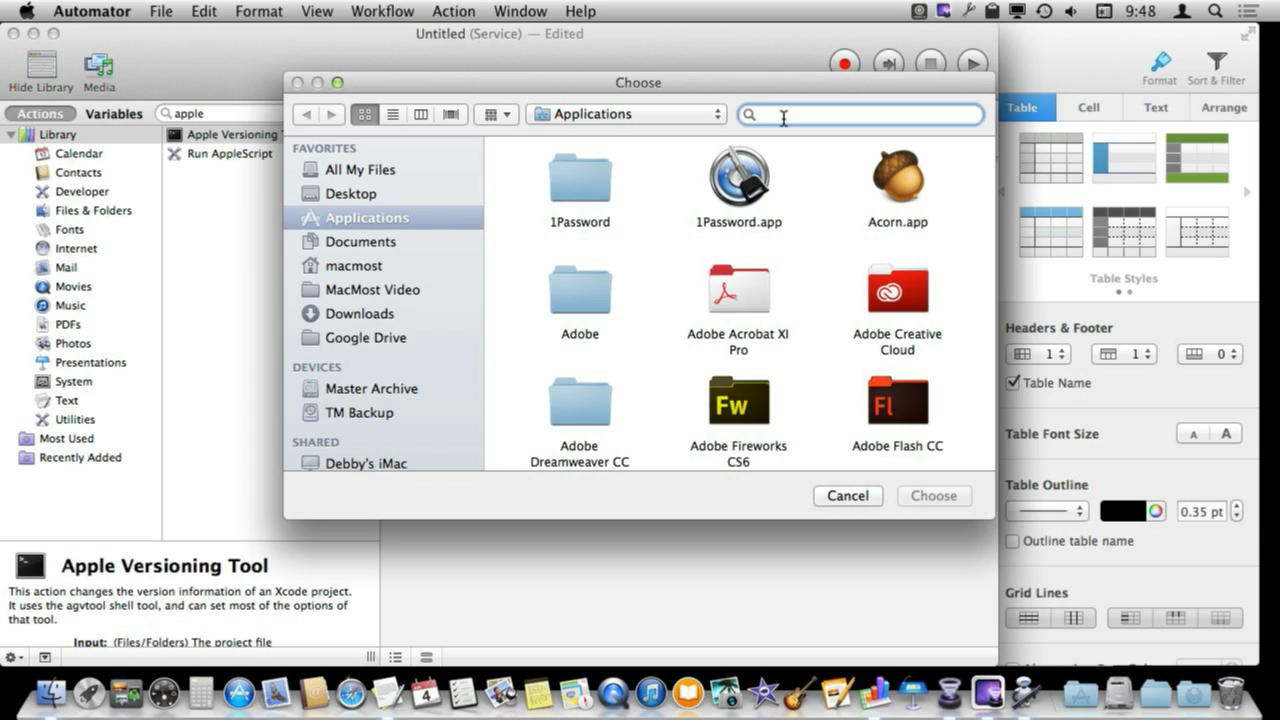 Automator File Edit Format View Workflow Action Window Help 9:48
Untitled (Service) — Edited
Hide Library Media
Format Sort & Filter
Choose
Actions Variables apple
Applications
Table Cell Text Arrange
Library
Calendar
Contacts
Developer
Files & Folders
Fonts
Internet
Mail
Movies
Music
PDFs
Photos
Presentations
System
Text
Utilities
Most Used
Recently Added
Apple Versioning
Run AppleScript
FAVORITES
All My Files
Desktop
Applications
Documents
macmost
MacMost Video
Downloads
Google Drive
DEVICES
Master Archive
TM Backup
SHARED
Debby's iMac
1Password
1Password.app
Acorn.app
Adobe
Adobe Acrobat XI
Pro
Adobe Creative
Cloud
Adobe
Dreamweaver CC
Fw
Adobe Fireworks
CS6
Fl
Adobe Flash CC
Cancel Choose
Table Styles
Headers & Footer
1 1 0
Table Name
Table Font Size
A A
Table Outline
0.35 pt
Outline table name
Grid Lines
Apple Versioning Tool
This action changes the version information of an Xcode project.
It uses the agvtool shell tool, and can set most of the options of
that tool.
Input: (Files/Folders) The project file
4